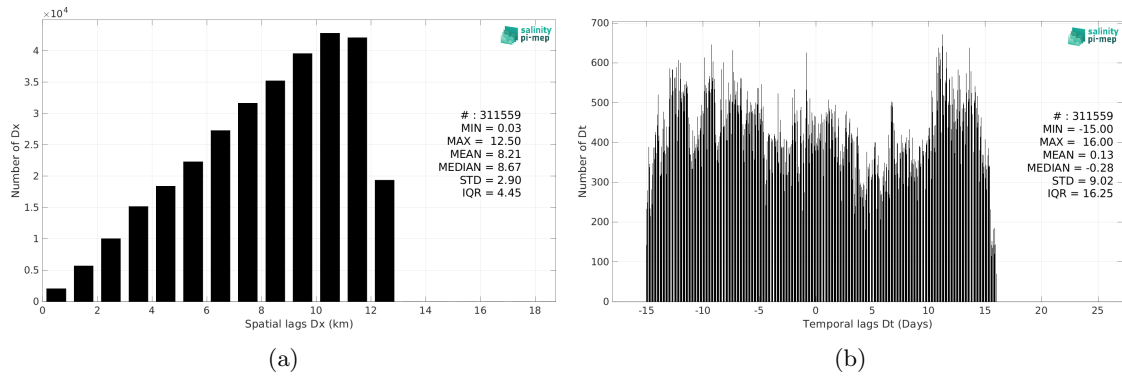 ×10⁴
4
3.5
3
2.5
2
1.5
1
0.5
0
Number of Dx
0 2 4 6 8 10 12 14 16 18
Spatial lags Dx (km)
salinity
pi-mep
# : 311559
MIN = 0.03
MAX = 12.50
MEAN = 8.21
MEDIAN = 8.67
STD = 2.90
IQR = 4.45
(a)
700
600
500
400
300
200
100
0
Number of Dt
-15 -10 -5 0 5 10 15 20 25
Temporal lags Dt (Days)
salinity
pi-mep
# : 311559
MIN = -15.00
MAX = 16.00
MEAN = 0.13
MEDIAN = -0.28
STD = 9.02
IQR = 16.25
(b)